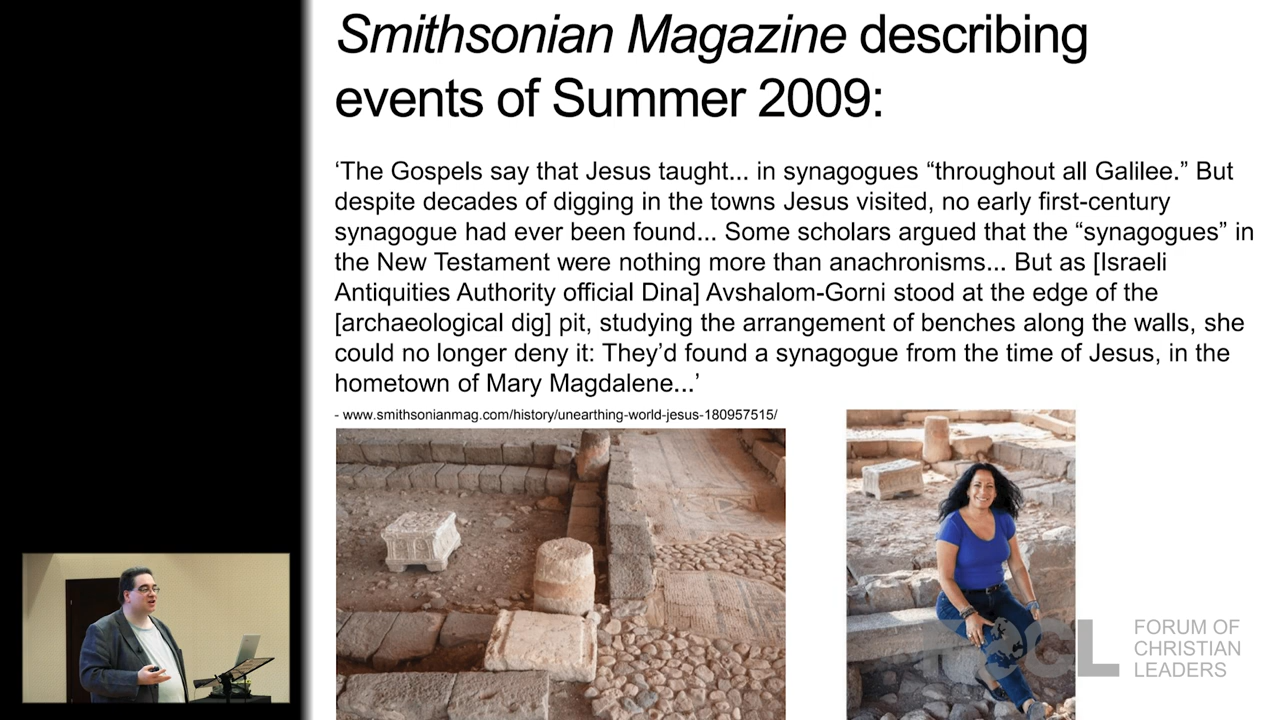 Smithsonian Magazine describing
events of Summer 2009:
‘The Gospels say that Jesus taught... in synagogues “throughout all Galilee.” But
despite decades of digging in the towns Jesus visited, no early first-century
synagogue had ever been found... Some scholars argued that the “synagogues” in
the New Testament were nothing more than anachronisms... But as [Israeli
Antiquities Authority official Dina] Avshalom-Gorni stood at the edge of the
[archaeological dig] pit, studying the arrangement of benches along the walls, she
could no longer deny it: They’d found a synagogue from the time of Jesus, in the
hometown of Mary Magdalene...’
- www.smithsonianmag.com/history/unearthing-world-jesus-180957515/
FORUM OF
CHRISTIAN
LEADERS